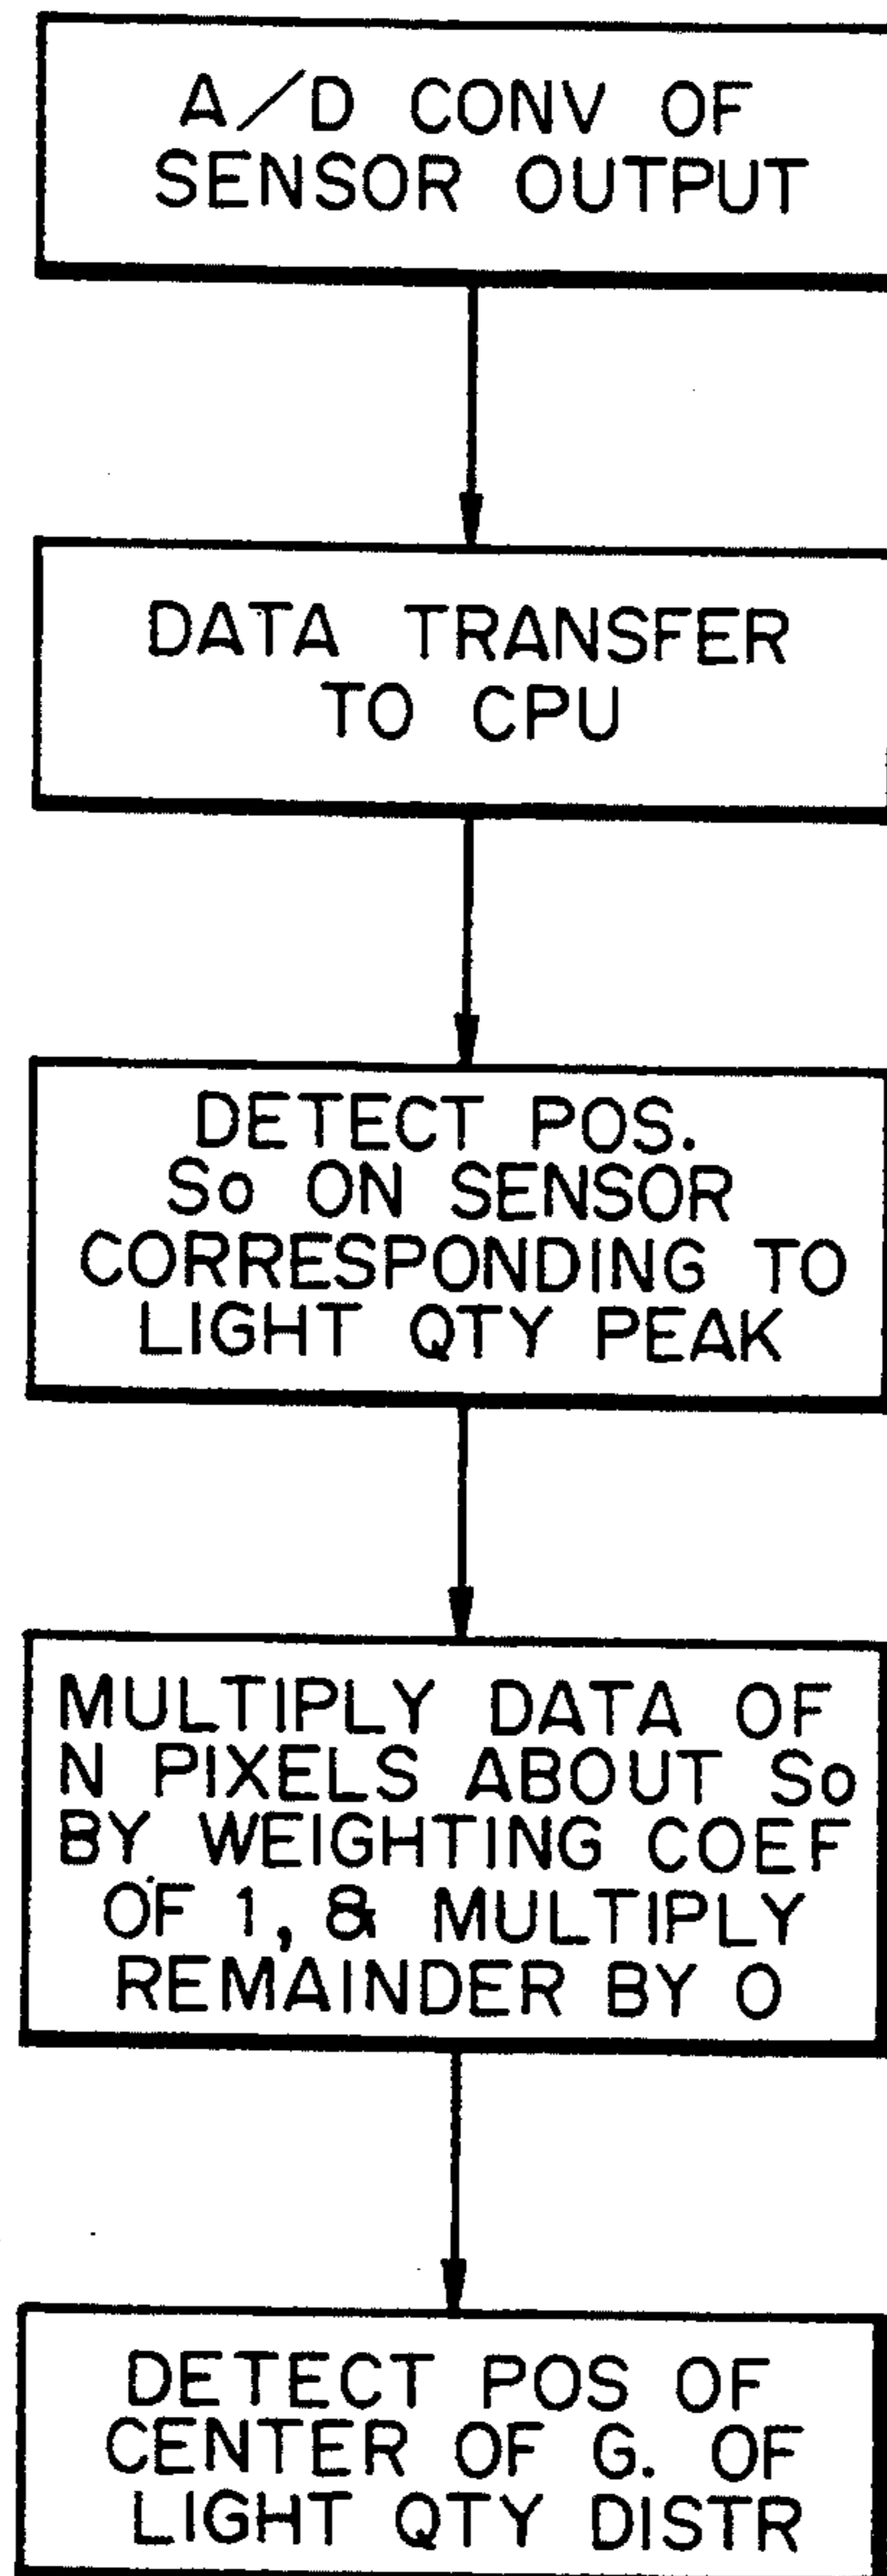 A/D CONV OF
SENSOR OUTPUT
DATA TRANSFER
TO CPU
DETECT POS.
So ON SENSOR
CORRESPONDING TO
LIGHT QTY PEAK
MULTIPLY DATA OF
N PIXELS ABOUT So
BY WEIGHTING COEF
OF 1, & MULTIPLY
REMAINDER BY 0
DETECT POS OF
CENTER OF G. OF
LIGHT QTY DISTR